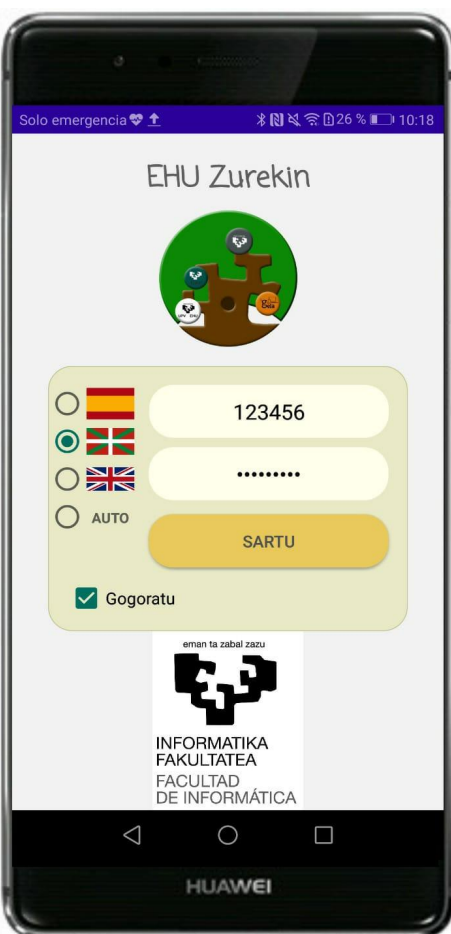 Solo emergencia 26 % 10:18
EHU Zurekin
123456
•••••••••
AUTO
SARTU
Gogoratu
eman ta zabal zazu
INFORMATIKA
FAKULTATEA
FACULTAD
DE INFORMÁTICA
HUAWEI